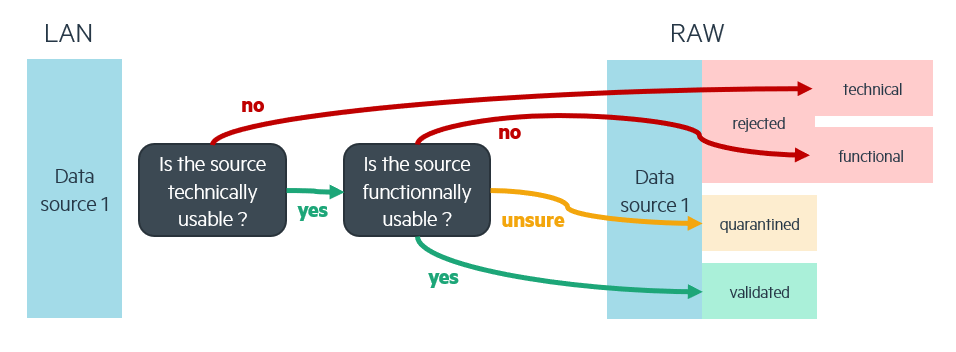 LAN
RAW
Data
source 1
no
Is the source
technically
usable ?
yes
Is the source
functionnally
usable ?
no
unsure
yes
Data
source 1
rejected
technical
functional
quarantined
validated